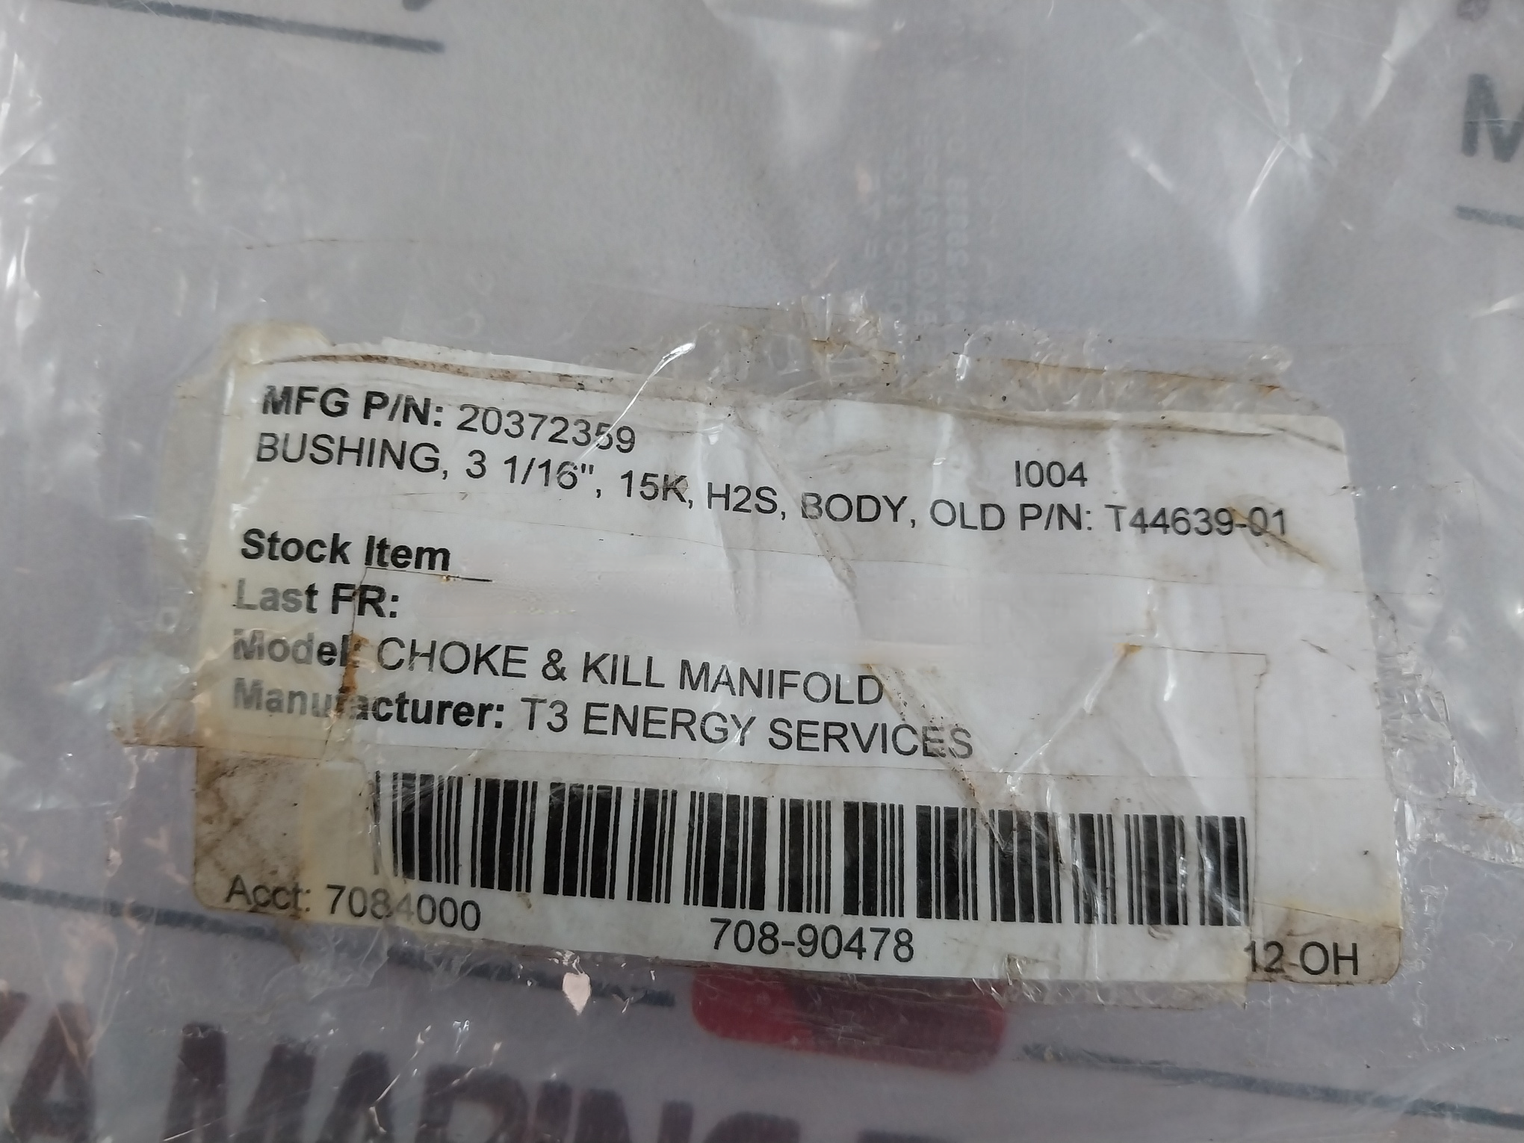 MFG P/N: 20372359
I004
BUSHING, 3 1/16", 15K, H2S, BODY, OLD P/N: T44639-01
Stock Item
Last FR:
Model: CHOKE & KILL MANIFOLD
Manufacturer: T3 ENERGY SERVICES
Acct: 7084000
708-90478
12 OH
MARINE
M